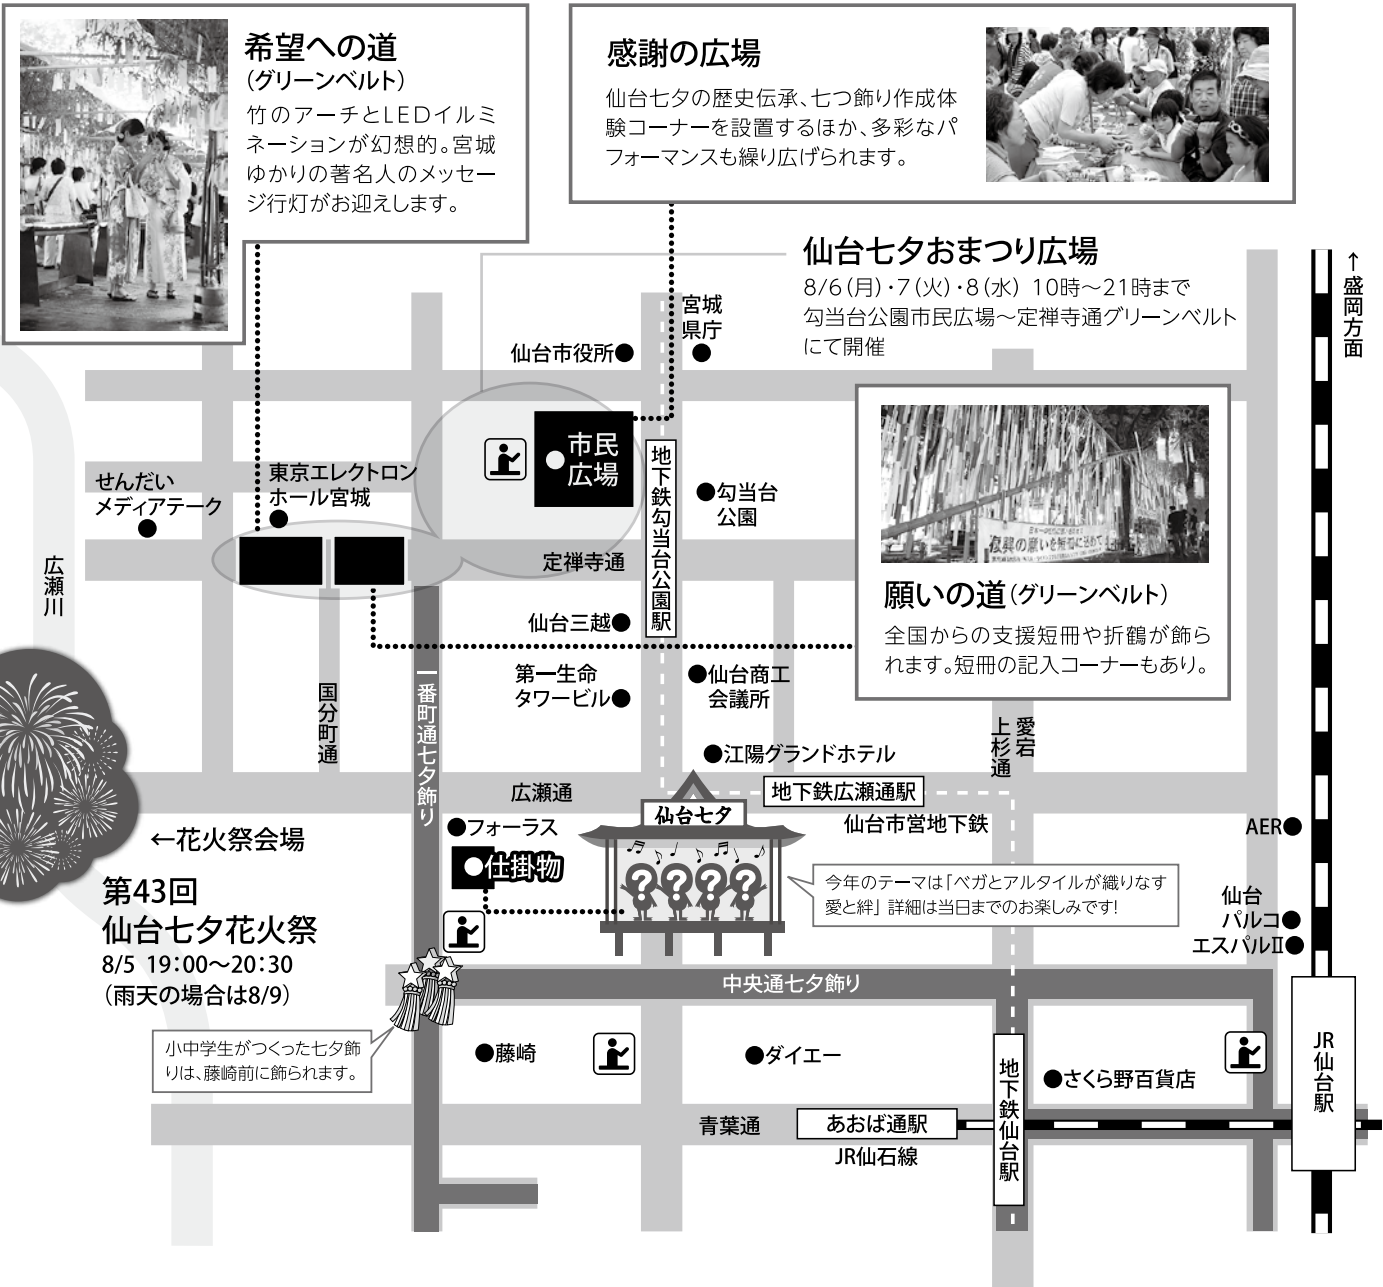 希望への道
(グリーンベルト)
竹のアーチとLEDイルミ
ネーションが幻想的。宮城
ゆかりの著名人のメッセー
ジ行灯がお迎えします。
感謝の広場
仙台七夕の歴史伝承、七つ飾り作成体
験コーナーを設置するほか、多彩なパ
フォーマンスも繰り広げられます。
仙台七夕おまつり広場
8/6(月)・7(火)・8(水) 10時〜21時まで
勾当台公園市民広場〜定禅寺通グリーンベルト
にて開催
↑盛岡方面
宮城
県庁
仙台市役所
市民
広場
地下鉄勾当台公園駅
勾当台
公園
せんだい
メディアテーク
東京エレクトロン
ホール宮城
定禅寺通
広瀬川
復興の願いを短冊に込めて
願いの道(グリーンベルト)
全国からの支援短冊や折鶴が飾ら
れます。短冊の記入コーナーもあり。
仙台三越
第一生命
タワービル
仙台商工
会議所
国分町通
一番町通七夕飾り
江陽グランドホテル
愛宕
上杉通
広瀬通
地下鉄広瀬通駅
仙台市営地下鉄
仙台七夕
フォーラス
仕掛物
AER
←花火祭会場
第43回
仙台七夕花火祭
8/5 19:00〜20:30
(雨天の場合は8/9)
今年のテーマは「ベガとアルタイルが織りなす
愛と絆」 詳細は当日までのお楽しみです!
仙台
パルコ
エスパルⅡ
中央通七夕飾り
小中学生がつくった七夕飾
りは、藤崎前に飾られます。
藤崎
ダイエー
さくら野百貨店
地下鉄仙台駅
JR仙台駅
青葉通
あおば通駅
JR仙石線